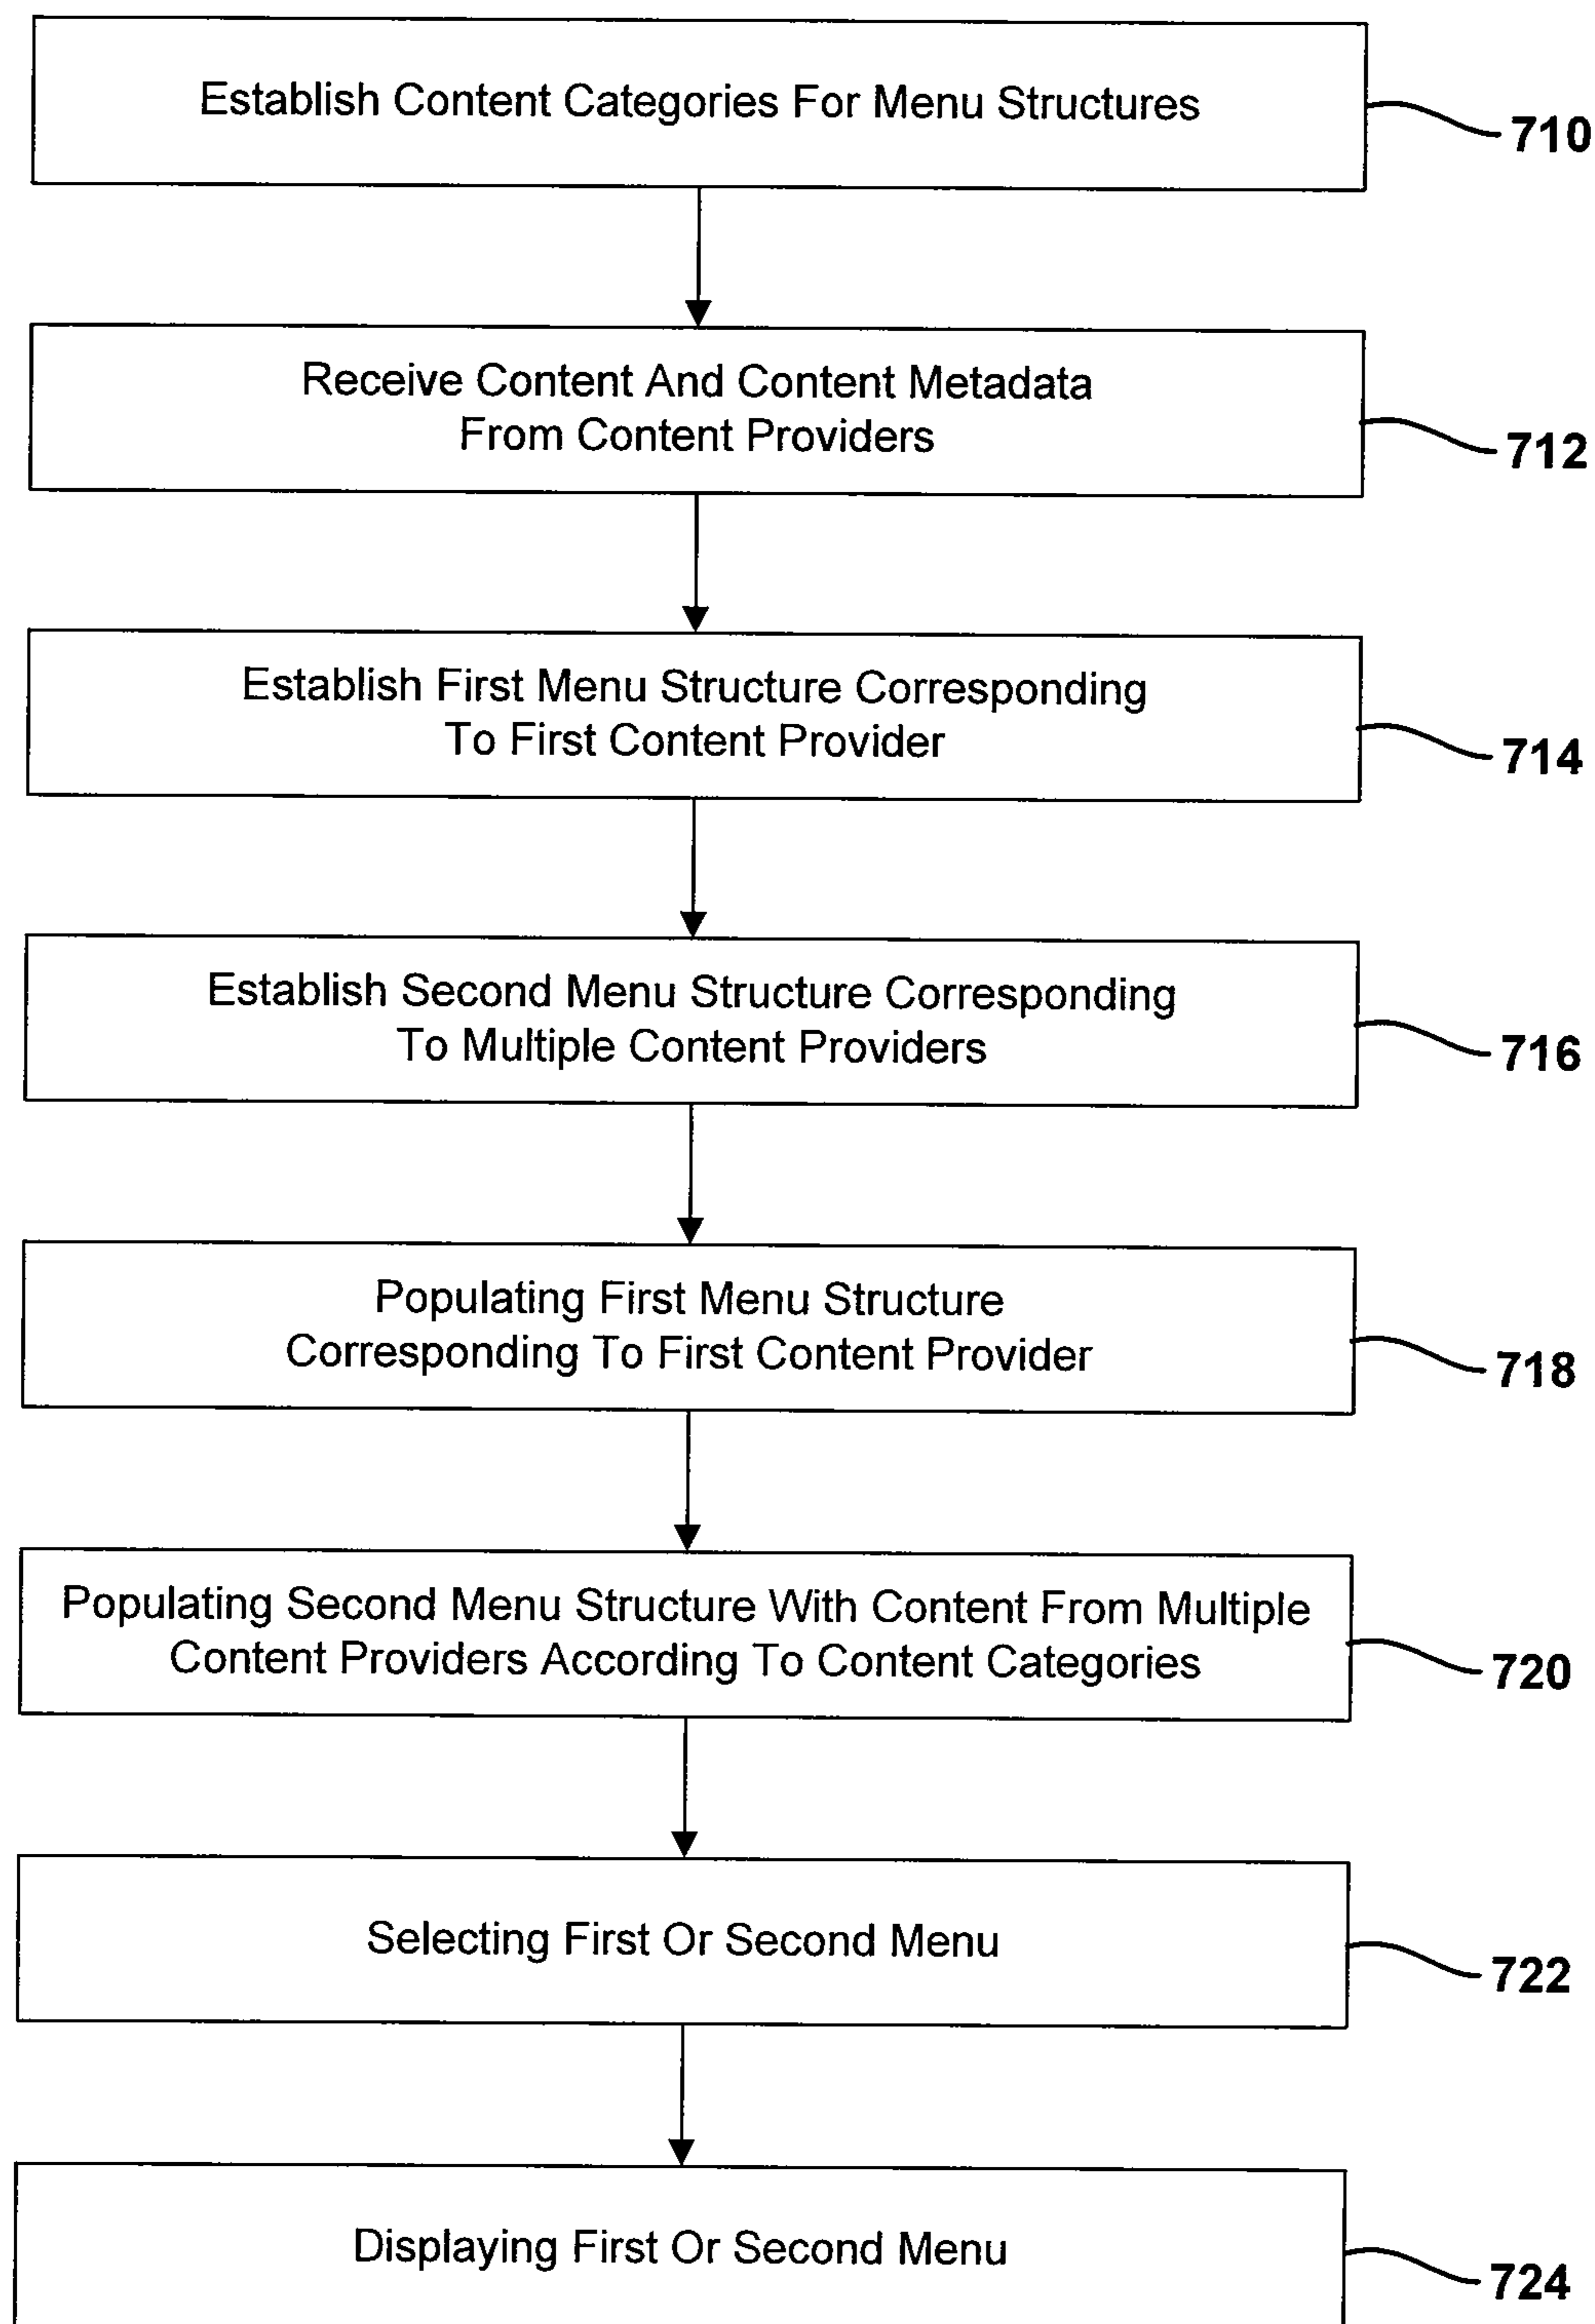 Establish Content Categories For Menu Structures
710
Receive Content And Content Metadata
From Content Providers
712
Establish First Menu Structure Corresponding
To First Content Provider
714
Establish Second Menu Structure Corresponding
To Multiple Content Providers
716
Populating First Menu Structure
Corresponding To First Content Provider
718
Populating Second Menu Structure With Content From Multiple
Content Providers According To Content Categories
720
Selecting First Or Second Menu
722
Displaying First Or Second Menu
724